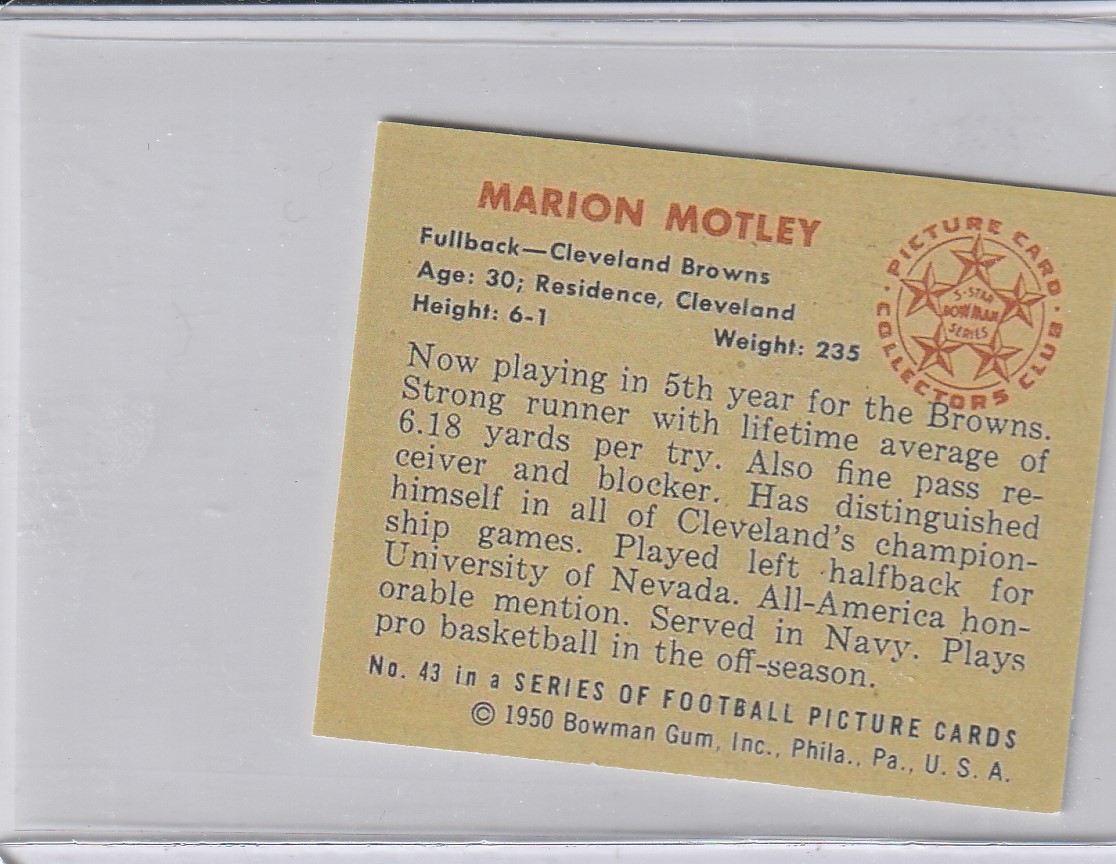 MARION MOTLEY
Fullback—Cleveland Browns
Age: 30; Residence, Cleveland
Height: 6-1
Weight: 235
PICTURE CARD
COLLECTORS CLUB
5-STAR
BOWMAN
SERIES
Now playing in 5th year for the Browns.
Strong runner with lifetime average of
6.18 yards per try. Also fine pass re-
ceiver and blocker. Has distinguished
himself in all of Cleveland's champion-
ship games. Played left halfback for
University of Nevada. All-America hon-
orable mention. Served in Navy. Plays
pro basketball in the off-season.
No. 43 in a SERIES OF FOOTBALL PICTURE CARDS
© 1950 Bowman Gum, Inc., Phila., Pa., U. S. A.